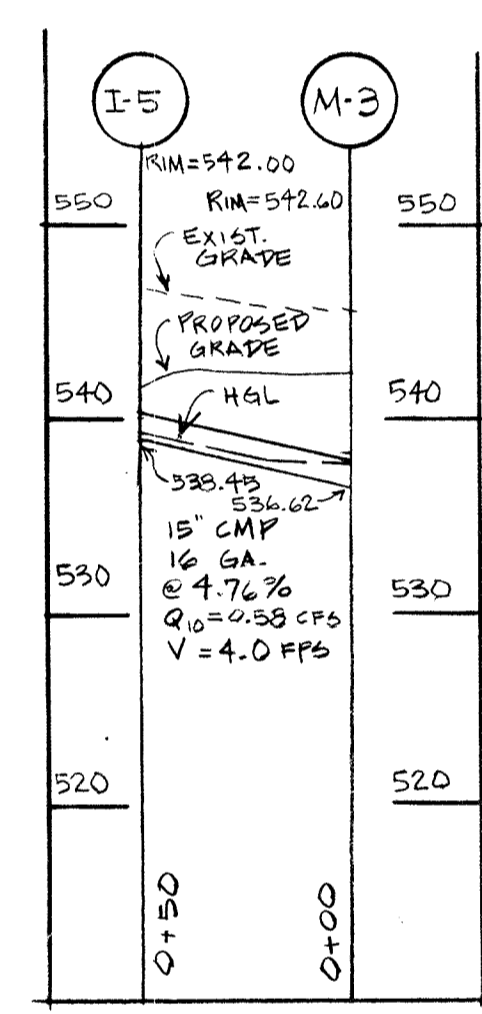 I-5
M-3
RIM=542.00
RIM=542.60
550
550
EXIST.
GRADE
PROPOSED
GRADE
540
540
HGL
538.45
536.62
15" CMP
16 GA.
@ 4.76%
Q10=0.58 CFS
V = 4.0 FPS
530
530
520
520
0+50
0+00